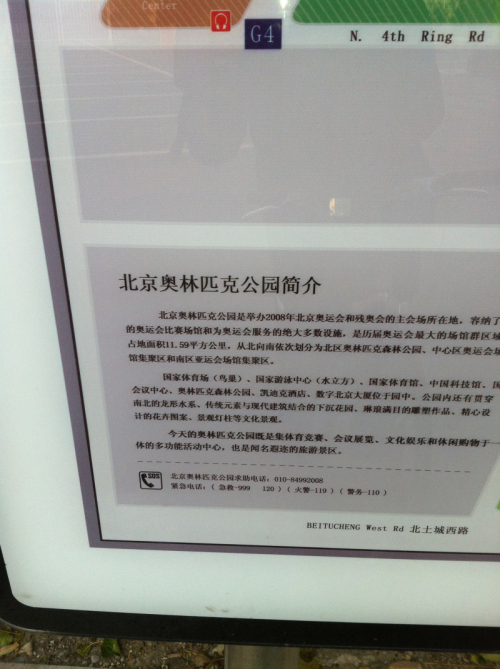 Center
G4
N. 4th Ring Rd
北京奥林匹克公园简介
北京奥林匹克公园是举办2008年北京奥运会和残奥会的主会场所在地，容纳了
的奥运会比赛场馆和为奥运会服务的绝大多数设施，是历届奥运会最大的场馆群区域
占地面积11.59平方公里，从北向南依次划分为北区奥林匹克森林公园、中心区奥运会场
馆集聚区和南区亚运会场馆集聚区。
国家体育场（鸟巢）、国家游泳中心（水立方）、国家体育馆、中国科技馆、国
会议中心、奥林匹克森林公园、凯迪克酒店、数字北京大厦位于园中。公园内还有贯穿
南北的龙形水系、传统元素与现代建筑结合的下沉花园、琳琅满目的雕塑作品、精心设
计的花卉图案、景观灯柱等文化景观。
今天的奥林匹克公园既是集体育竞赛、会议展览、文化娱乐和休闲购物于一
体的多功能活动中心，也是闻名遐迩的旅游景区。
SOS
北京奥林匹克公园求助电话：010-84992008
紧急电话：（ 急救-999 120 ）（ 火警-119 ）（ 警务-110 ）
BEITUCHENG West Rd 北土城西路